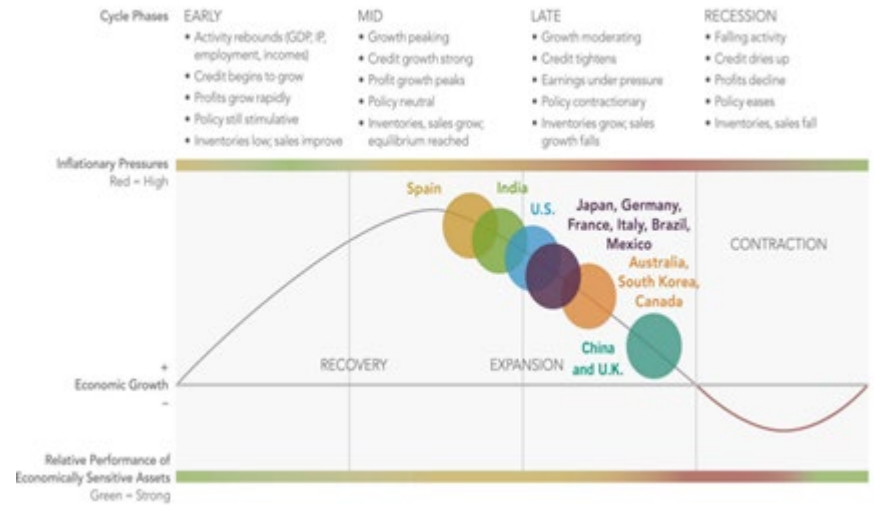 Cycle Phases
EARLY
• Activity rebounds (GDP, IP,
employment, incomes)
• Credit begins to grow
• Profits grow rapidly
• Policy still stimulative
• Inventories low; sales improve
MID
• Growth peaking
• Credit growth strong
• Profit growth peaks
• Policy neutral
• Inventories, sales grow;
equilibrium reached
LATE
• Growth moderating
• Credit tightens
• Earnings under pressure
• Policy contractionary
• Inventories grow; sales
growth falls
RECESSION
• Falling activity
• Credit dries up
• Profits decline
• Policy eases
• Inventories, sales fall
Inflationary Pressures
Red = High
Spain
India
U.S.
Japan, Germany,
France, Italy, Brazil,
Mexico
Australia,
South Korea,
Canada
CONTRACTION
China
and U.K.
RECOVERY
EXPANSION
+
Economic Growth
–
Relative Performance of
Economically Sensitive Assets
Green = Strong